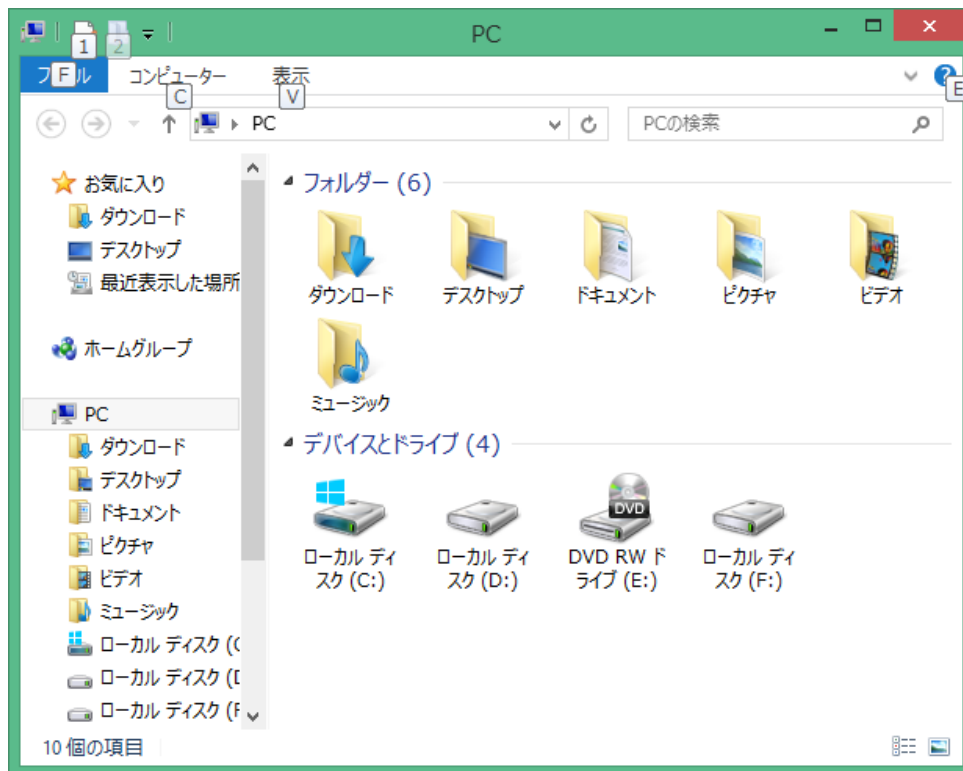 PC
1
2
ファイル
コンピューター
表示
F
C
V
E
PC
PCの検索
お気に入り
ダウンロード
デスクトップ
最近表示した場所
ホームグループ
PC
ダウンロード
デスクトップ
ドキュメント
ピクチャ
ビデオ
ミュージック
ローカル ディスク (C
ローカル ディスク (D
ローカル ディスク (F
フォルダー (6)
ダウンロード
デスクトップ
ドキュメント
ピクチャ
ビデオ
ミュージック
デバイスとドライブ (4)
ローカル ディ
スク (C:)
ローカル ディ
スク (D:)
DVD
DVD RW ド
ライブ (E:)
ローカル ディ
スク (F:)
10 個の項目